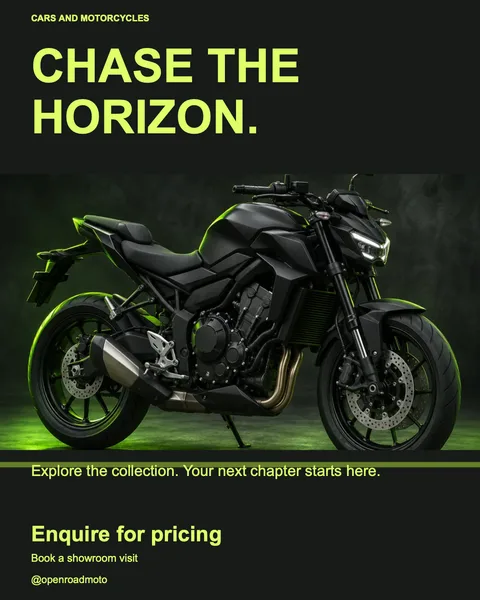 CARS AND MOTORCYCLES
CHASE THE
HORIZON.
Explore the collection. Your next chapter starts here.
Enquire for pricing
Book a showroom visit
@openroadmoto